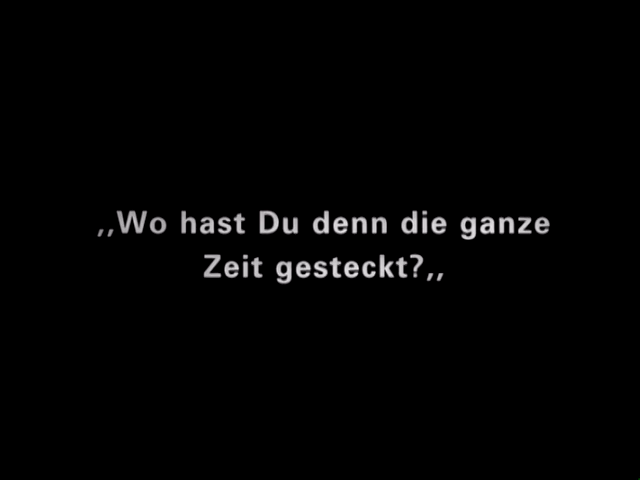 ,,Wo hast Du denn die ganze
Zeit gesteckt?,,